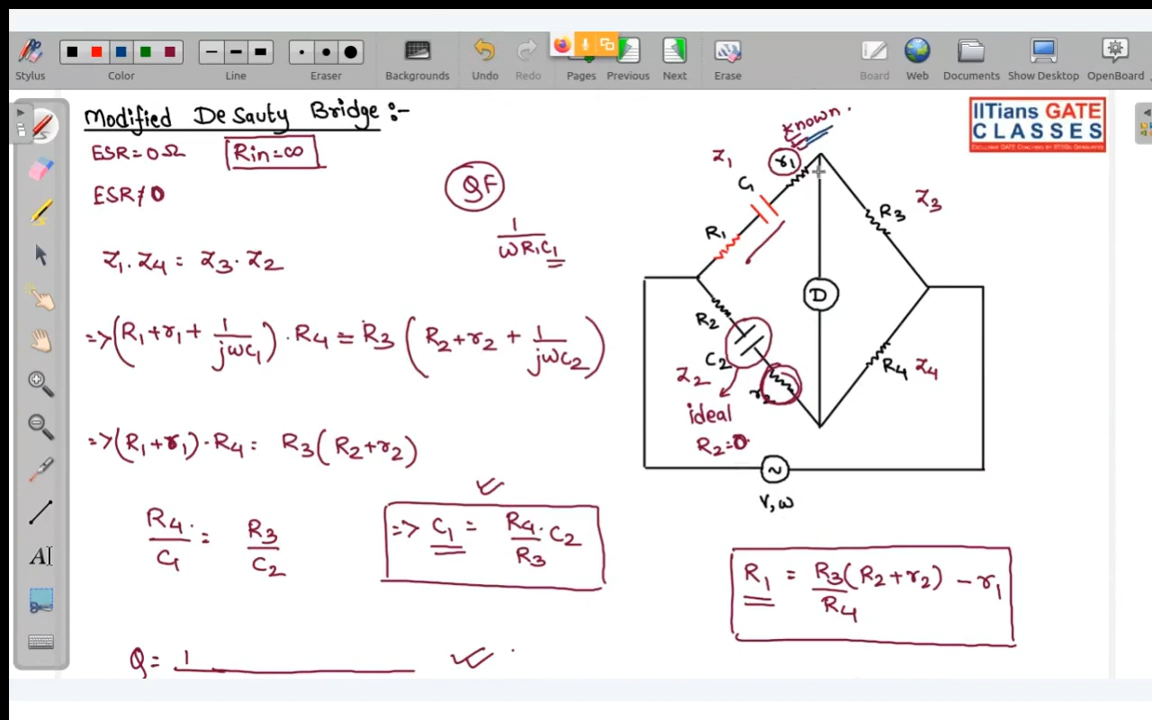 Stylus Color Line Eraser Backgrounds Undo Redo Pages Previous Next Erase Board Web Documents Show Desktop OpenBoard
Modified De Sauty Bridge :-
ESR=0Ω Rin=∞
ESR≠0
QF
1/(ωR1C1)
Z1.Z4 = Z3.Z2
=> (R1+r1+ 1/(jωC1)).R4 = R3 (R2+r2 + 1/(jωC2))
=> (R1+r1).R4 = R3(R2+r2)
R4/C1 = R3/C2
=> C1 = R4/R3 . C2
Q = 1
IITians GATE
CLASSES
known.
Z1
r1
C1
R1
R3 Z3
D
R2
C2
Z2
r2
R4 Z4
ideal
R2=0
V, ω
R1 = R3(R2+r2)/R4 - r1
AI